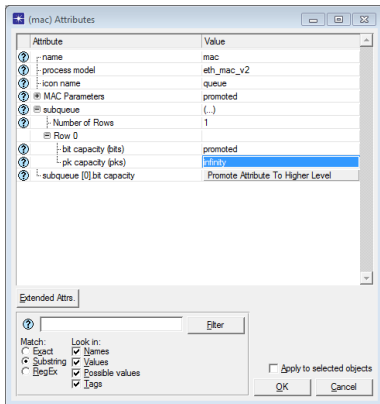 (mac) Attributes
Attribute Value
name mac
process model eth_mac_v2
icon name queue
MAC Parameters promoted
subqueue (...)
Number of Rows 1
Row 0
bit capacity (bits) promoted
pk capacity (pks) infinity
subqueue [0].bit capacity Promote Attribute To Higher Level
Extended Attrs.
Filter
Match: Look in:
Exact Names
Substring Values
RegEx Possible values
Tags
Apply to selected objects
OK Cancel